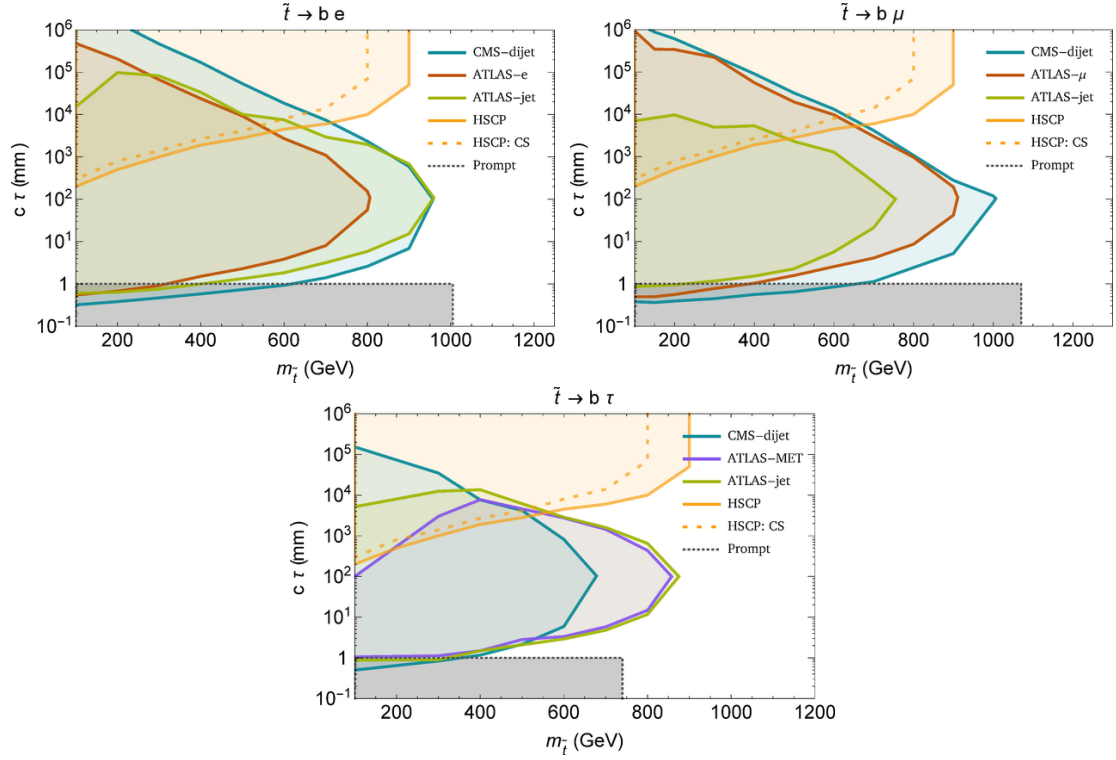 t̃ → b e
10⁶
10⁵
10⁴
10³
10²
10¹
1
10⁻¹
c τ (mm)
CMS–dijet
ATLAS–e
ATLAS–jet
HSCP
HSCP: CS
Prompt
200 400 600 800 1000 1200
m_t̃ (GeV)
t̃ → b μ
10⁶
10⁵
10⁴
10³
10²
10¹
1
10⁻¹
c τ (mm)
CMS–dijet
ATLAS–μ
ATLAS–jet
HSCP
HSCP: CS
Prompt
200 400 600 800 1000 1200
m_t̃ (GeV)
t̃ → b τ
10⁶
10⁵
10⁴
10³
10²
10¹
1
10⁻¹
c τ (mm)
CMS–dijet
ATLAS–MET
ATLAS–jet
HSCP
HSCP: CS
Prompt
200 400 600 800 1000 1200
m_t̃ (GeV)